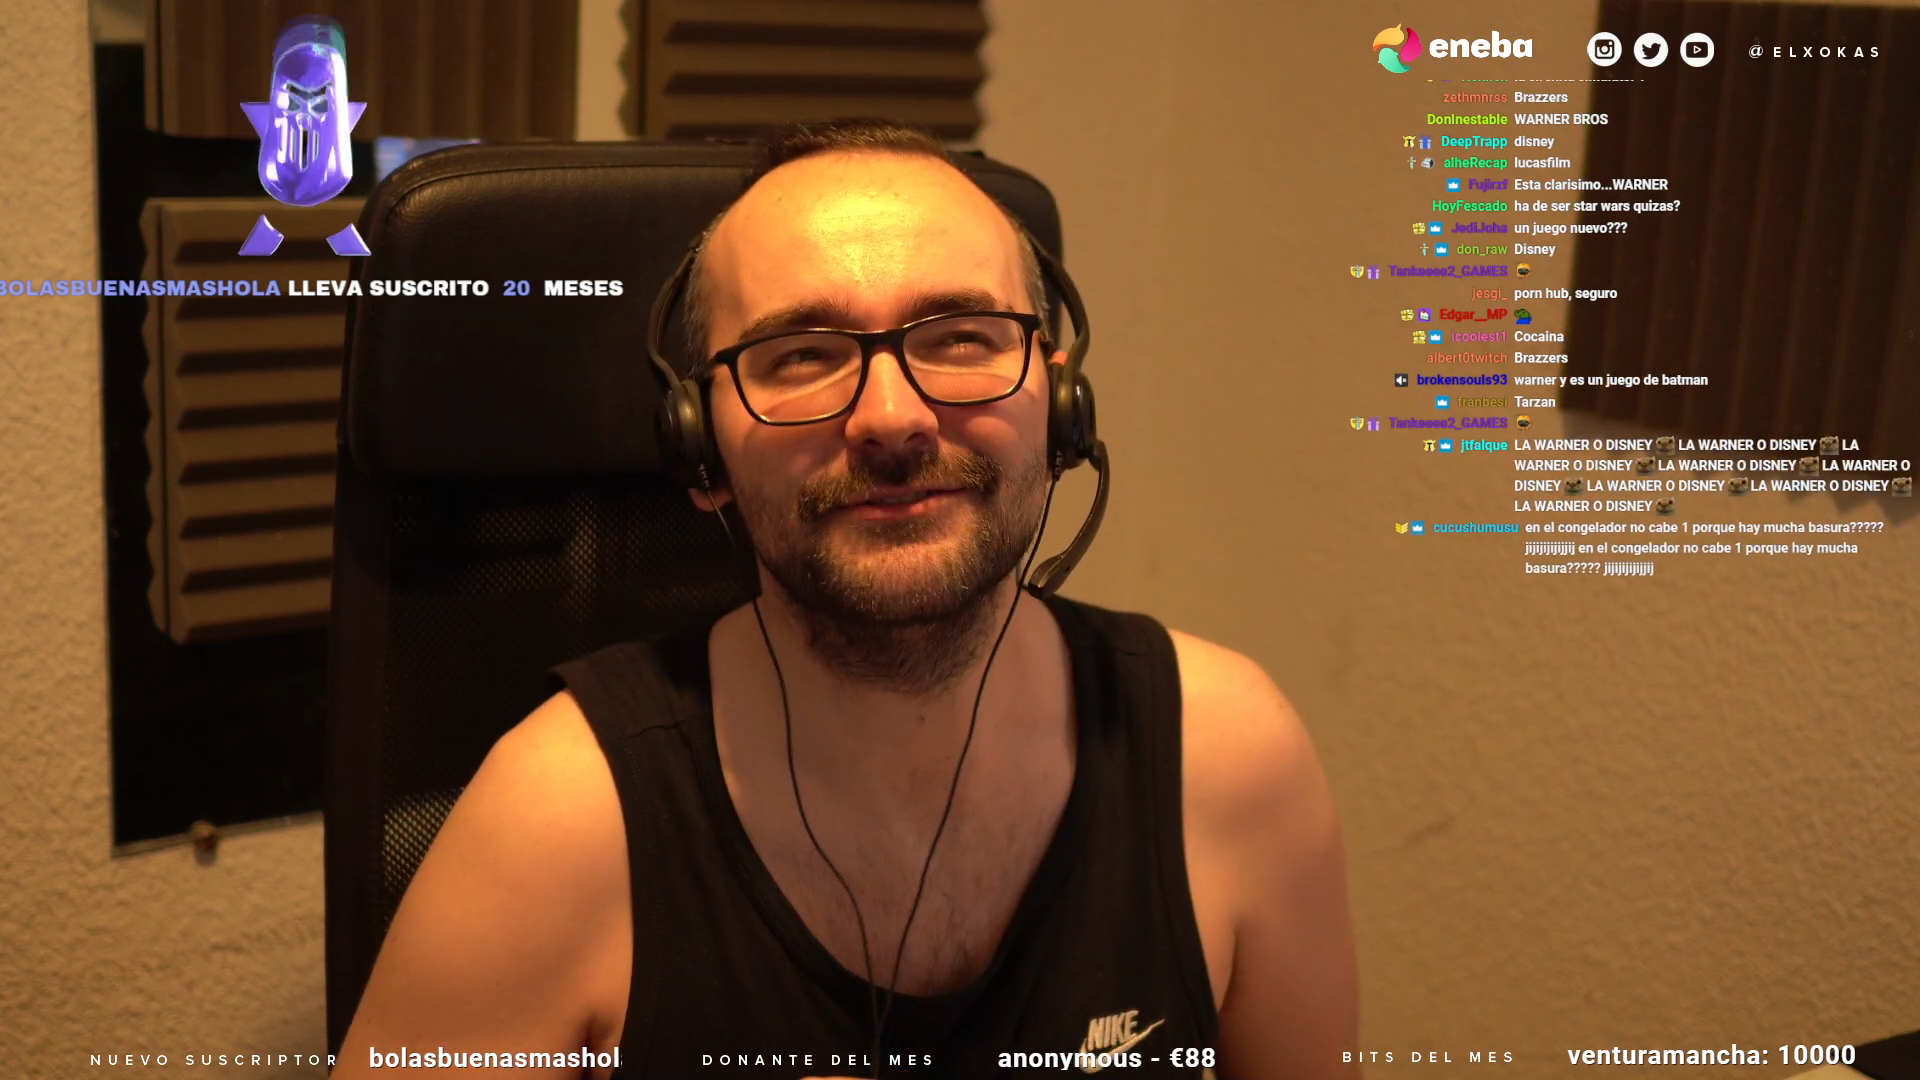 eneba
@ELXOKAS
zethmnrss Brazzers
DonInestable WARNER BROS
DeepTrapp disney
alheRecap lucasfilm
Fujirzf Esta clarisimo...WARNER
HoyFescado ha de ser star wars quizas?
JediJoha un juego nuevo???
don_raw Disney
Tankeeee2_GAMES
jesgi_ porn hub, seguro
Edgar__MP
icoolest1 Cocaina
albert0twitch Brazzers
brokensouls93 warner y es un juego de batman
franbesi Tarzan
Tankeeee2_GAMES
jtfalque LA WARNER O DISNEY LA WARNER O DISNEY LA
WARNER O DISNEY LA WARNER O DISNEY LA WARNER O
DISNEY LA WARNER O DISNEY LA WARNER O DISNEY
LA WARNER O DISNEY
cucushumusu en el congelador no cabe 1 porque hay mucha basura?????
jijijijijijjij en el congelador no cabe 1 porque hay mucha
basura????? jijijijijijjij
BOLASBUENASMASHOLA LLEVA SUSCRITO 20 MESES
NIKE
NUEVO SUSCRIPTOR bolasbuenasmashol
DONANTE DEL MES anonymous - €88
BITS DEL MES venturamancha: 10000